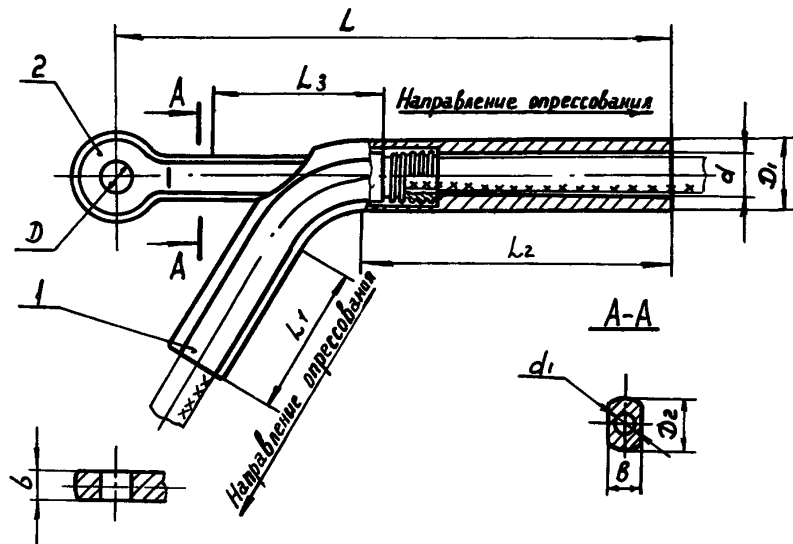 L
2
A
L3
Направление опрессования
d
D1
D
A
L2
1
L1
Направление опрессования
A-A
d1
D2
B
b